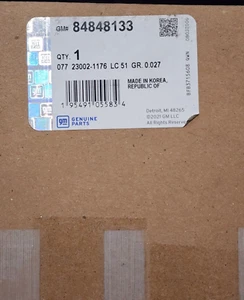 GM# 84848133
QTY. 1
077 23002-1176 LC 51 GR. 0.027
MADE IN KOREA,
REPUBLIC OF
1 95491 05583 4
Detroit, MI 48265
©2021 GM LLC
All Rights Reserved
GM
GENUINE
PARTS